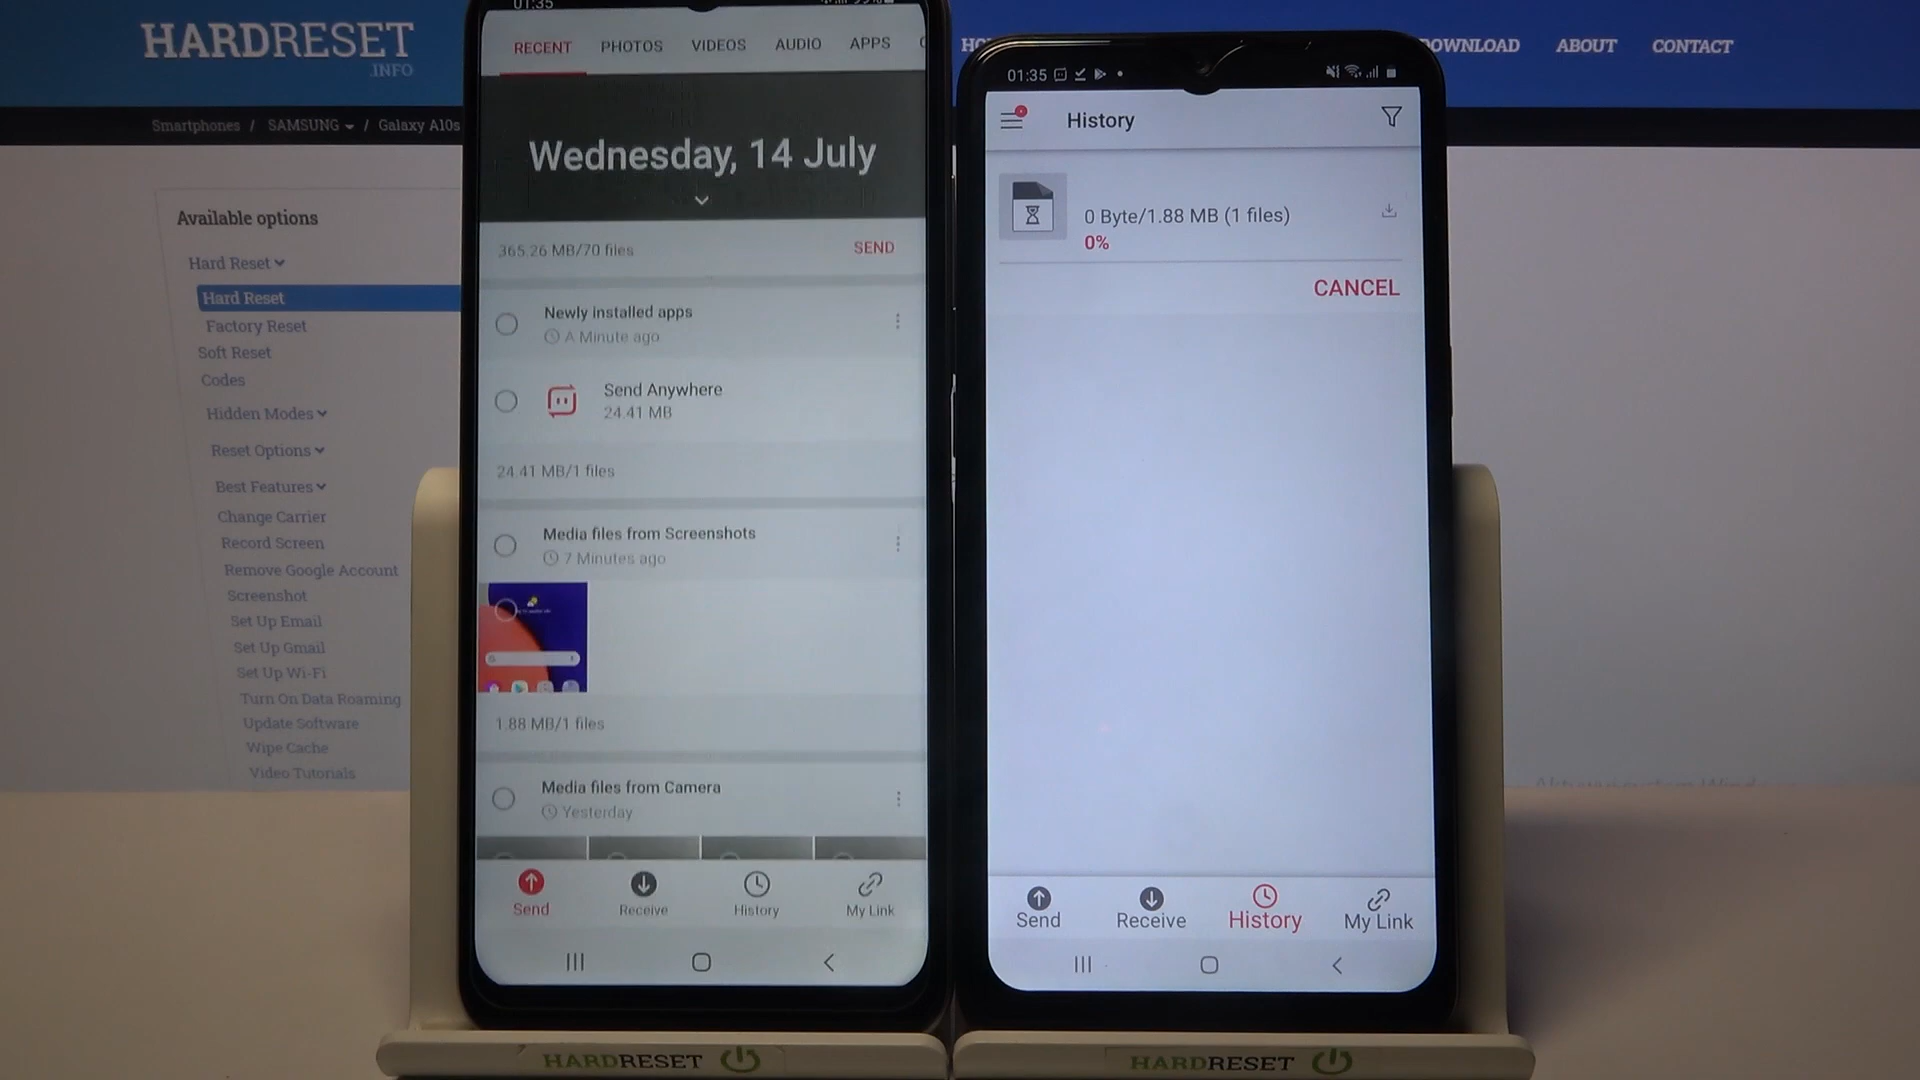 HARDRESET
.INFO
DOWNLOAD
ABOUT
CONTACT
Smartphones / SAMSUNG / Galaxy A10s
Available options
Hard Reset
Hard Reset
Factory Reset
Soft Reset
Codes
Hidden Modes
Reset Options
Best Features
Change Carrier
Record Screen
Remove Google Account
Screenshot
Set Up Email
Set Up Gmail
Set Up Wi-Fi
Turn On Data Roaming
Update Software
Wipe Cache
Video Tutorials
01:35
RECENT PHOTOS VIDEOS AUDIO APPS
Wednesday, 14 July
365.26 MB/70 files SEND
Newly installed apps
A Minute ago
Send Anywhere
24.41 MB
24.41 MB/1 files
Media files from Screenshots
7 Minutes ago
1.88 MB/1 files
Media files from Camera
Yesterday
Send Receive History My Link
01:35
History
0 Byte/1.88 MB (1 files)
0%
CANCEL
Send Receive History My Link
HARDRESET
HARDRESET